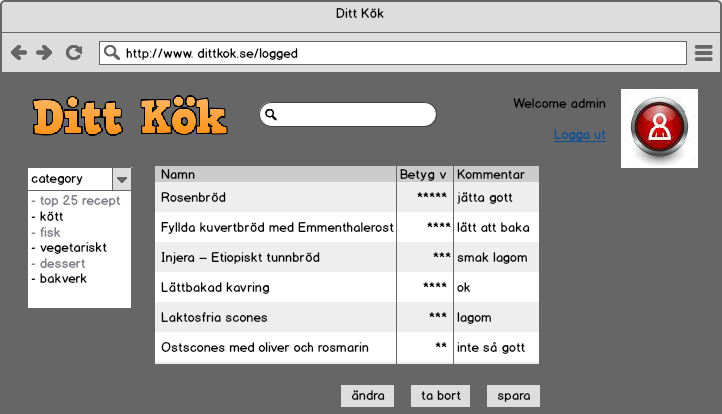 Ditt Kök
http://www. dittkok.se/logged
Ditt Kök
Welcome admin
Logga ut
category
- top 25 recept
- kött
- fisk
- vegetariskt
- dessert
- bakverk
Namn Betyg v Kommentar
Rosenbröd ***** jätta gott
Fyllda kuvertbröd med Emmenthalerost **** lätt att baka
Injera – Etiopiskt tunnbröd *** smak lagom
Lättbakad kavring **** ok
Laktosfria scones *** lagom
Ostscones med oliver och rosmarin ** inte så gott
ändra ta bort spara